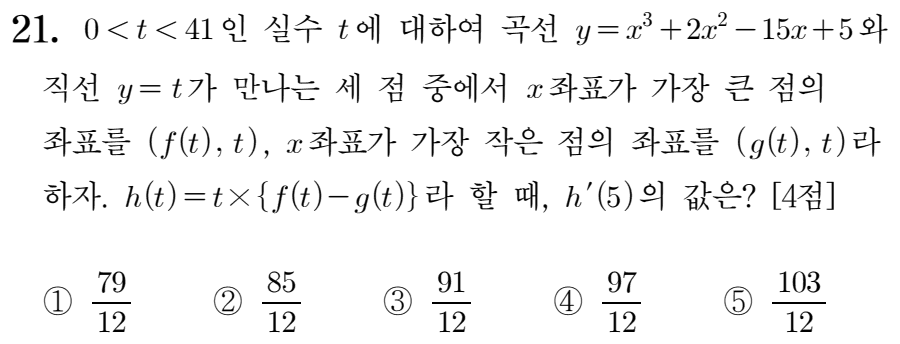 21. 0<t<41인 실수 t에 대하여 곡선 y=x³+2x²-15x+5와
직선 y=t가 만나는 세 점 중에서 x좌표가 가장 큰 점의
좌표를 (f(t), t), x좌표가 가장 작은 점의 좌표를 (g(t), t)라
하자. h(t)=t×{f(t)-g(t)}라 할 때, h′(5)의 값은? [4점]
① 79/12 ② 85/12 ③ 91/12 ④ 97/12 ⑤ 103/12